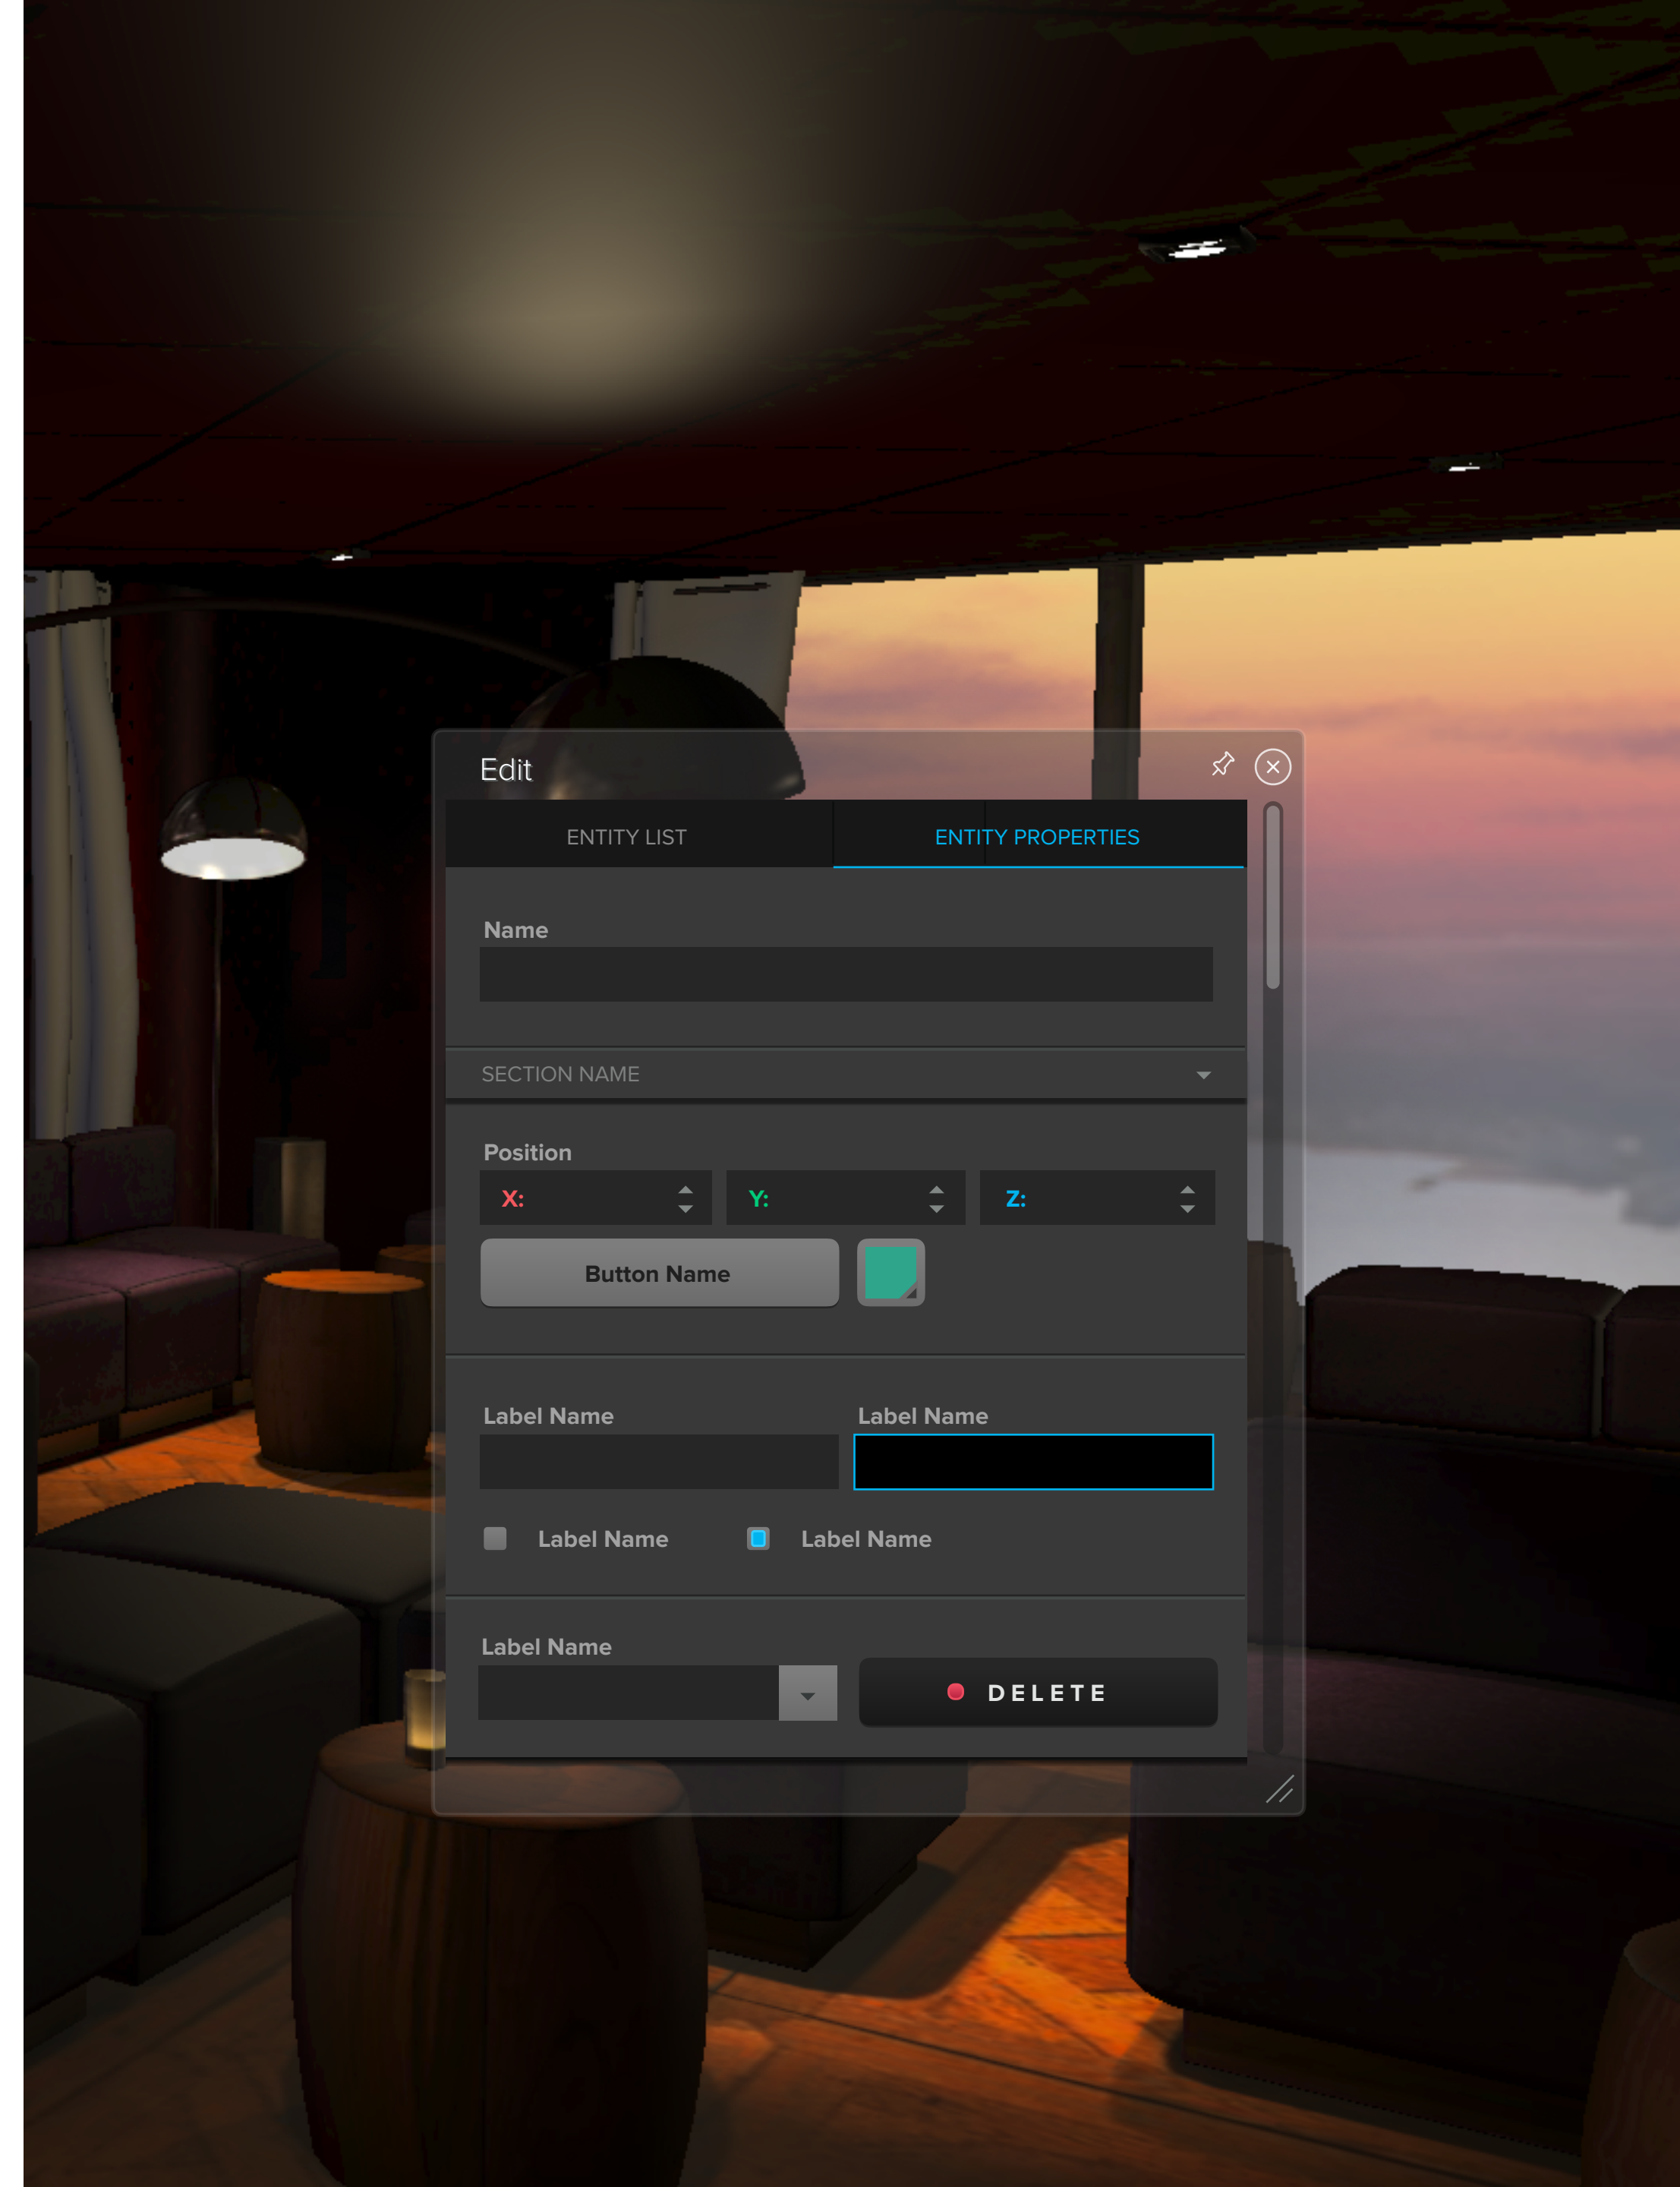 Edit
ENTITY LIST
ENTITY PROPERTIES
Name
SECTION NAME
Position
X:
Y:
Z:
Button Name
Label Name
Label Name
Label Name
Label Name
Label Name
DELETE